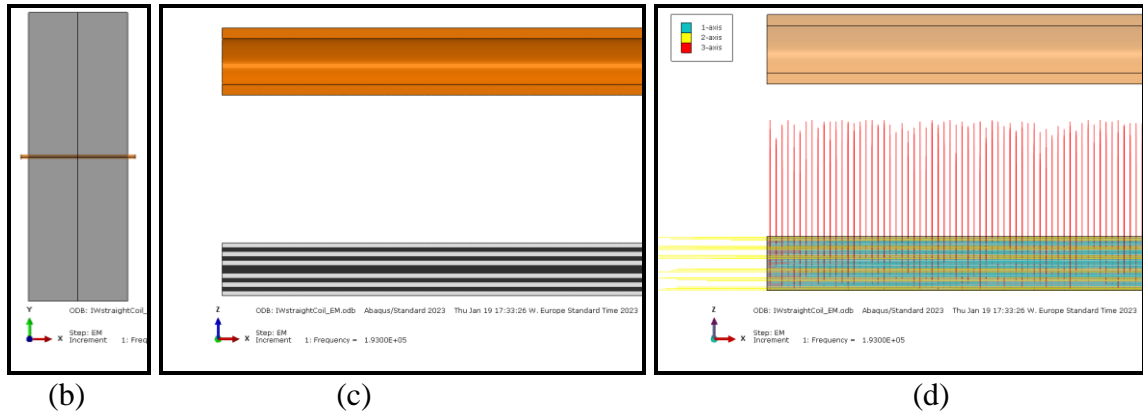 Y
X
ODB: IWstraightCoil_
Step: EM
Increment 1: Frequency =
Z
X
ODB: IWstraightCoil_EM.odb Abaqus/Standard 2023 Thu Jan 19 17:33:26 W. Europe Standard Time 2023
Step: EM
Increment 1: Frequency = 1.9300E+05
1-axis
2-axis
3-axis
Z
X
ODB: IWstraightCoil_EM.odb Abaqus/Standard 2023 Thu Jan 19 17:33:26 W. Europe Standard Time 2023
Step: EM
Increment 1: Frequency = 1.9300E+05
(b) (c) (d)